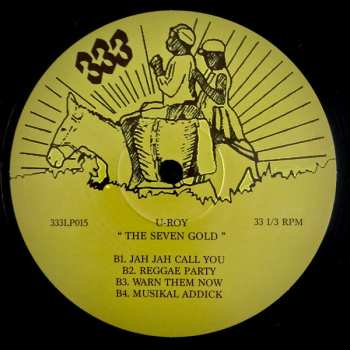 333
333LP015
U-ROY
33 1/3 RPM
" THE SEVEN GOLD "
B1. JAH JAH CALL YOU
B2. REGGAE PARTY
B3. WARN THEM NOW
B4. MUSIKAL ADDICK